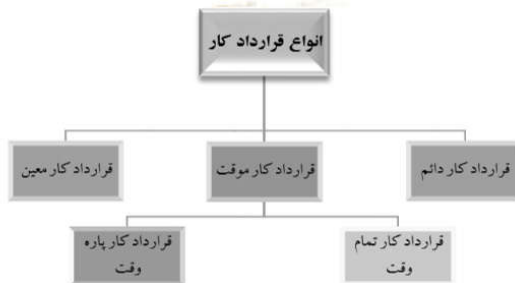 انواع قرارداد کار
قرارداد کار دائم
قرارداد کار موقت
قرارداد کار معین
قرارداد کار تمام
وقت
قرارداد کار پاره
وقت